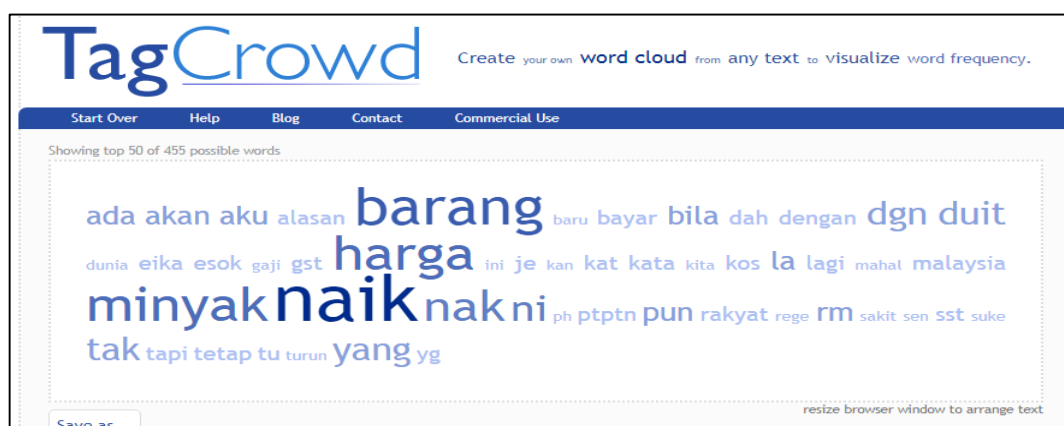 TagCrowd Create your own word cloud from any text to visualize word frequency.
Start Over Help Blog Contact Commercial Use
Showing top 50 of 455 possible words
ada akan aku alasan barang baru bayar bila dah dengan dgn duit
dunia eika esok gaji gst harga ini je kan kat kata kita kos la lagi mahal malaysia
minyak naik nak ni ph ptptn pun rakyat rege rm sakit sen sst suke
tak tapi tetap tu turun yang yg
resize browser window to arrange text
Save as